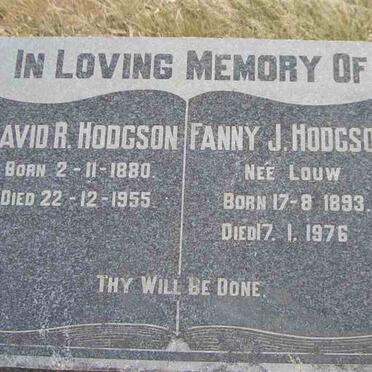 IN LOVING MEMORY OF
AVID R. HODGSON
BORN 2-11-1880.
DIED 22-12-1955.
FANNY J. HODGSO
NÉE LOUW
BORN 17-8 1893.
DIED 17. 1. 1976
THY WILL BE DONE.